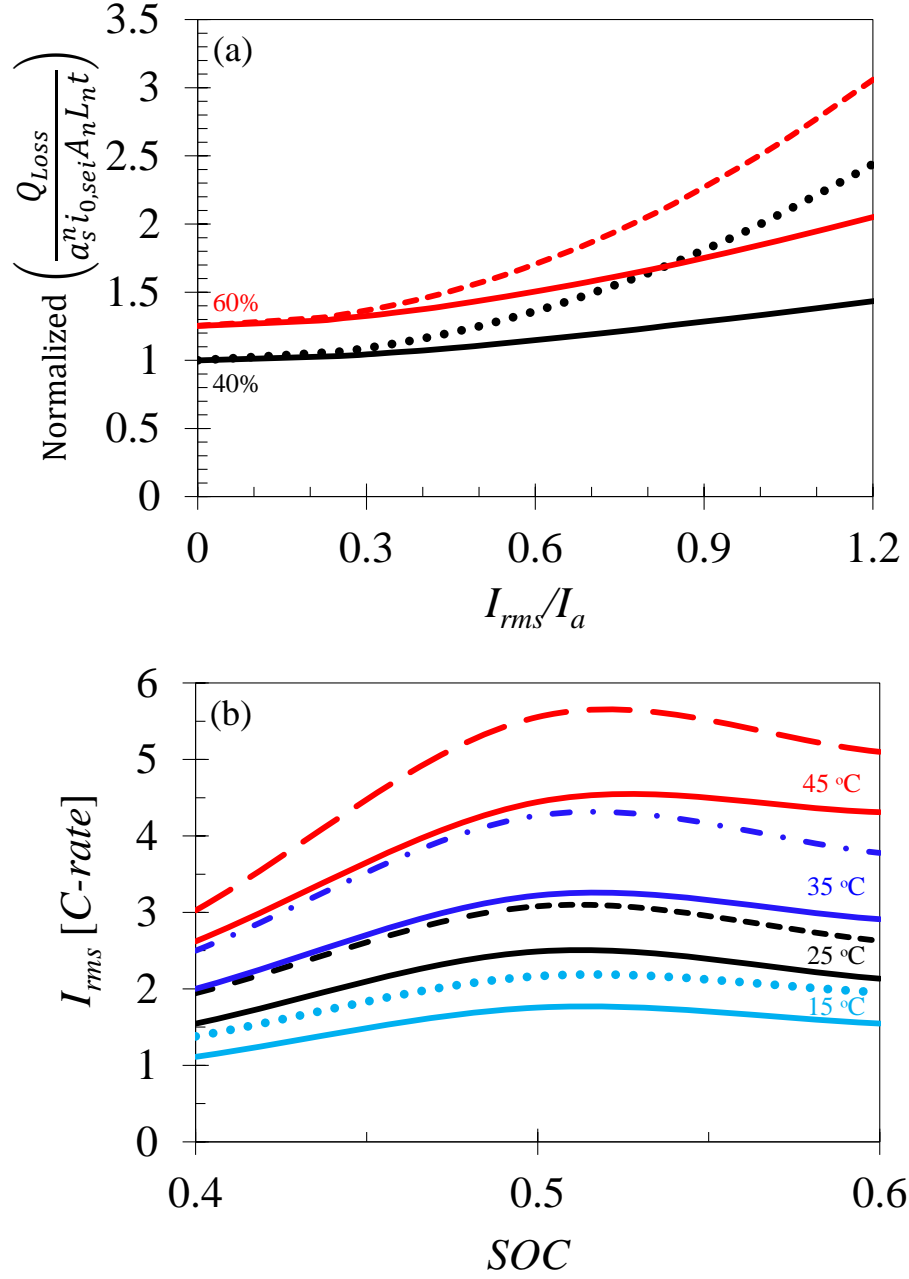 (a)
3.5
3
2.5
2
1.5
1
0.5
0
Normalized (Q_Loss / a_s^n i_0,sei A_n L_n t)
60%
40%
0 0.3 0.6 0.9 1.2
I_rms/I_a
(b)
6
5
4
3
2
1
0
I_rms [C-rate]
45 °C
35 °C
25 °C
15 °C
0.4 0.5 0.6
SOC